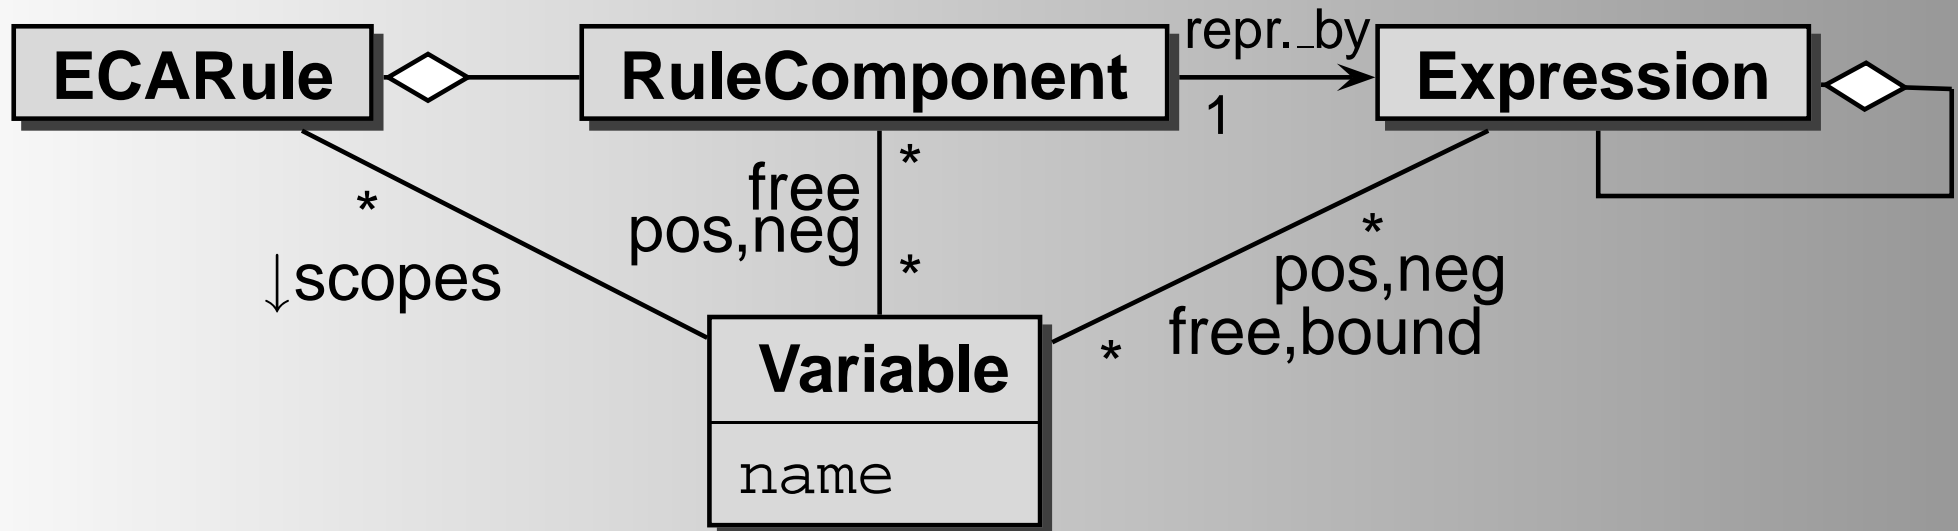 ECARule
RuleComponent
repr._by
1
Expression
*
↓scopes
*
free
pos,neg
*
*
pos,neg
free,bound
*
Variable
name